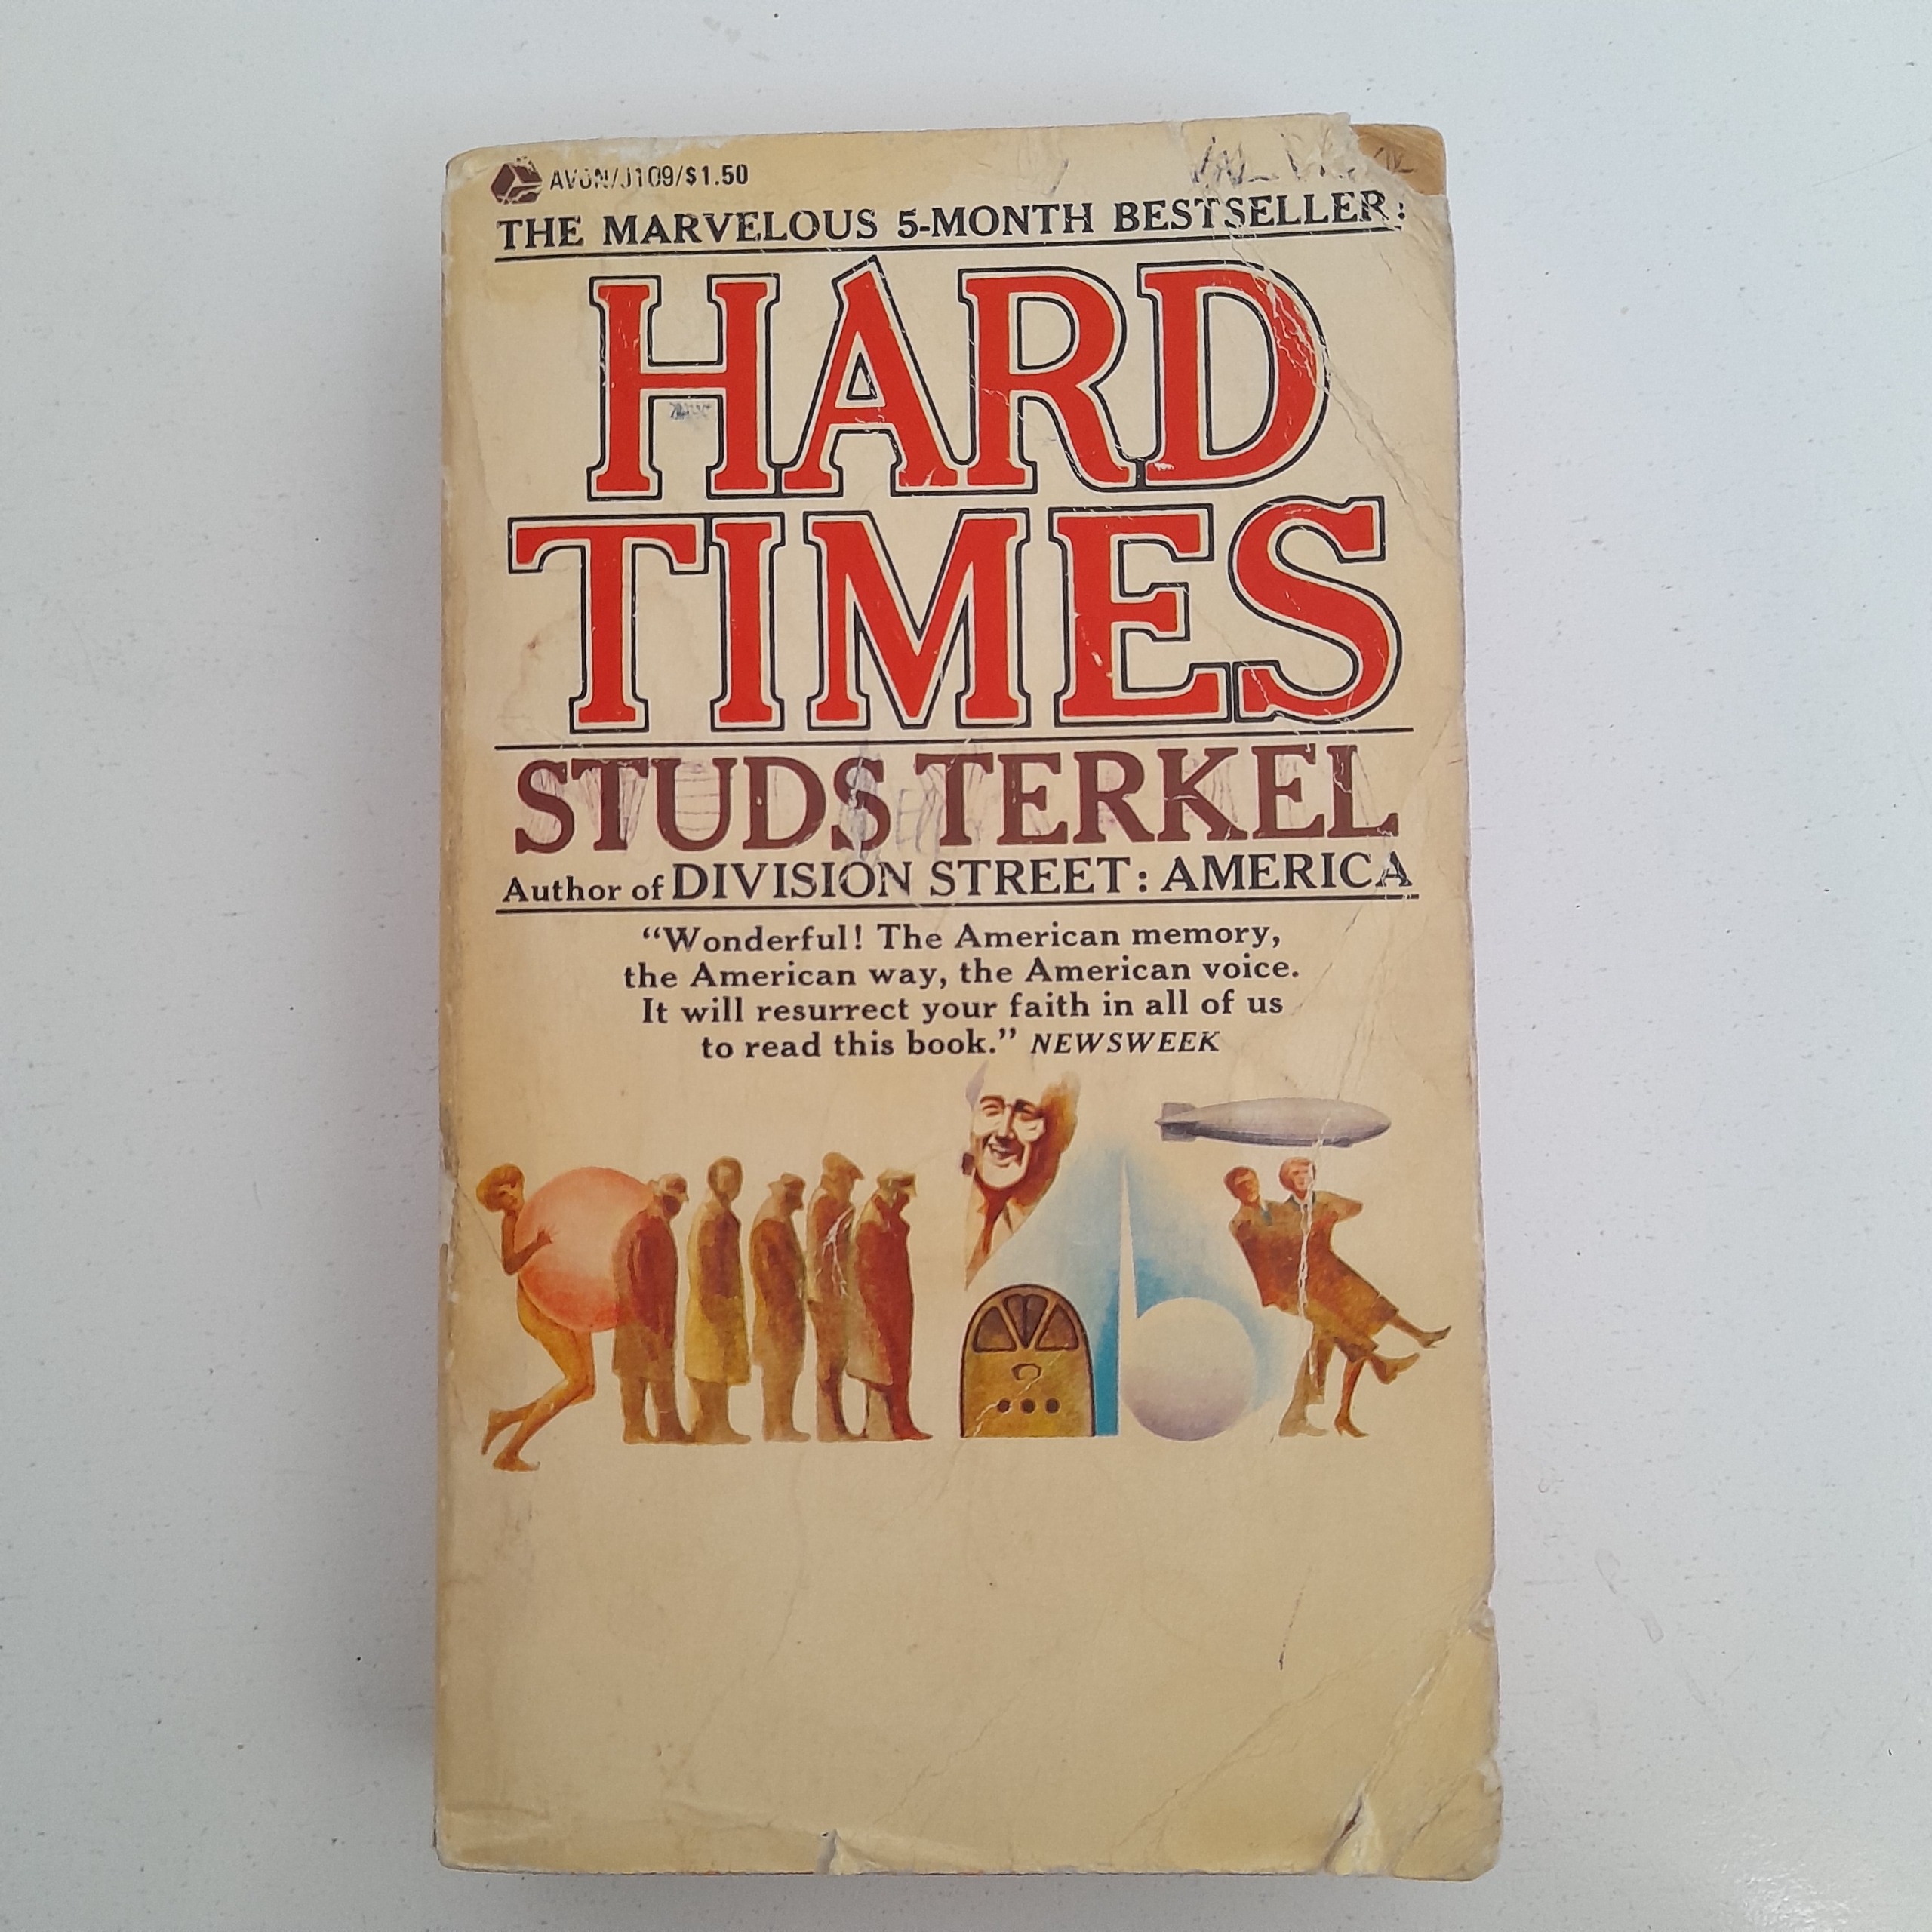 AVON/J109/$1.50
THE MARVELOUS 5-MONTH BESTSELLER:
HARD
TIMES
STUDS TERKEL
Author of DIVISION STREET: AMERICA
“Wonderful! The American memory,
the American way, the American voice.
It will resurrect your faith in all of us
to read this book.” NEWSWEEK